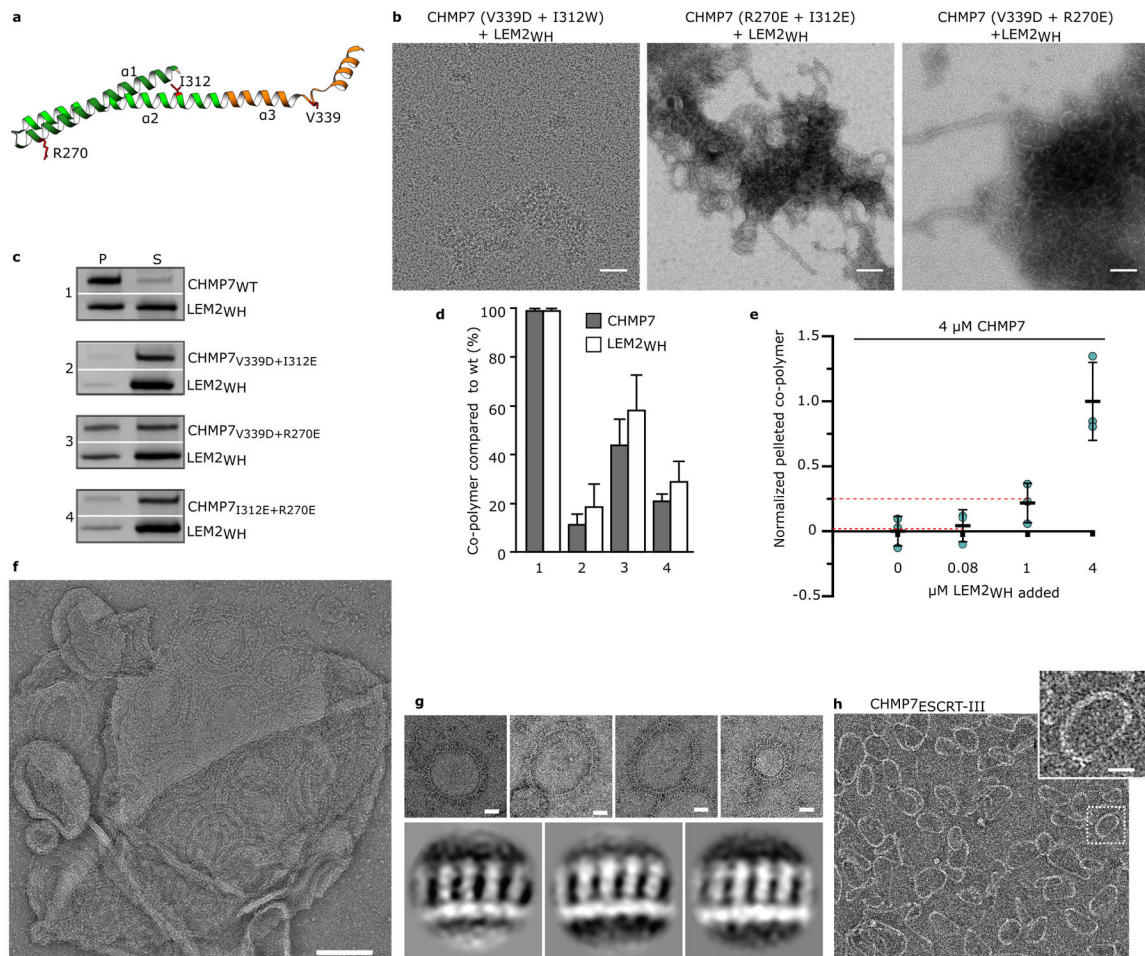 a
α1
I312
α2
α3
V339
R270
b
CHMP7 (V339D + I312W)
+ LEM2WH
CHMP7 (R270E + I312E)
+ LEM2WH
CHMP7 (V339D + R270E)
+LEM2WH
c
P S
1
CHMP7WT
LEM2WH
2
CHMP7V339D+I312E
LEM2WH
3
CHMP7V339D+R270E
LEM2WH
4
CHMP7I312E+R270E
LEM2WH
d
CHMP7
LEM2WH
Co-polymer compared to wt (%)
100
80
60
40
20
0
1 2 3 4
e
4 µM CHMP7
Normalized pelleted co-polymer
1.5
1.0
0.5
0
-0.5
0 0.08 1 4
µM LEM2WH added
f
g
h
CHMP7ESCRT-III